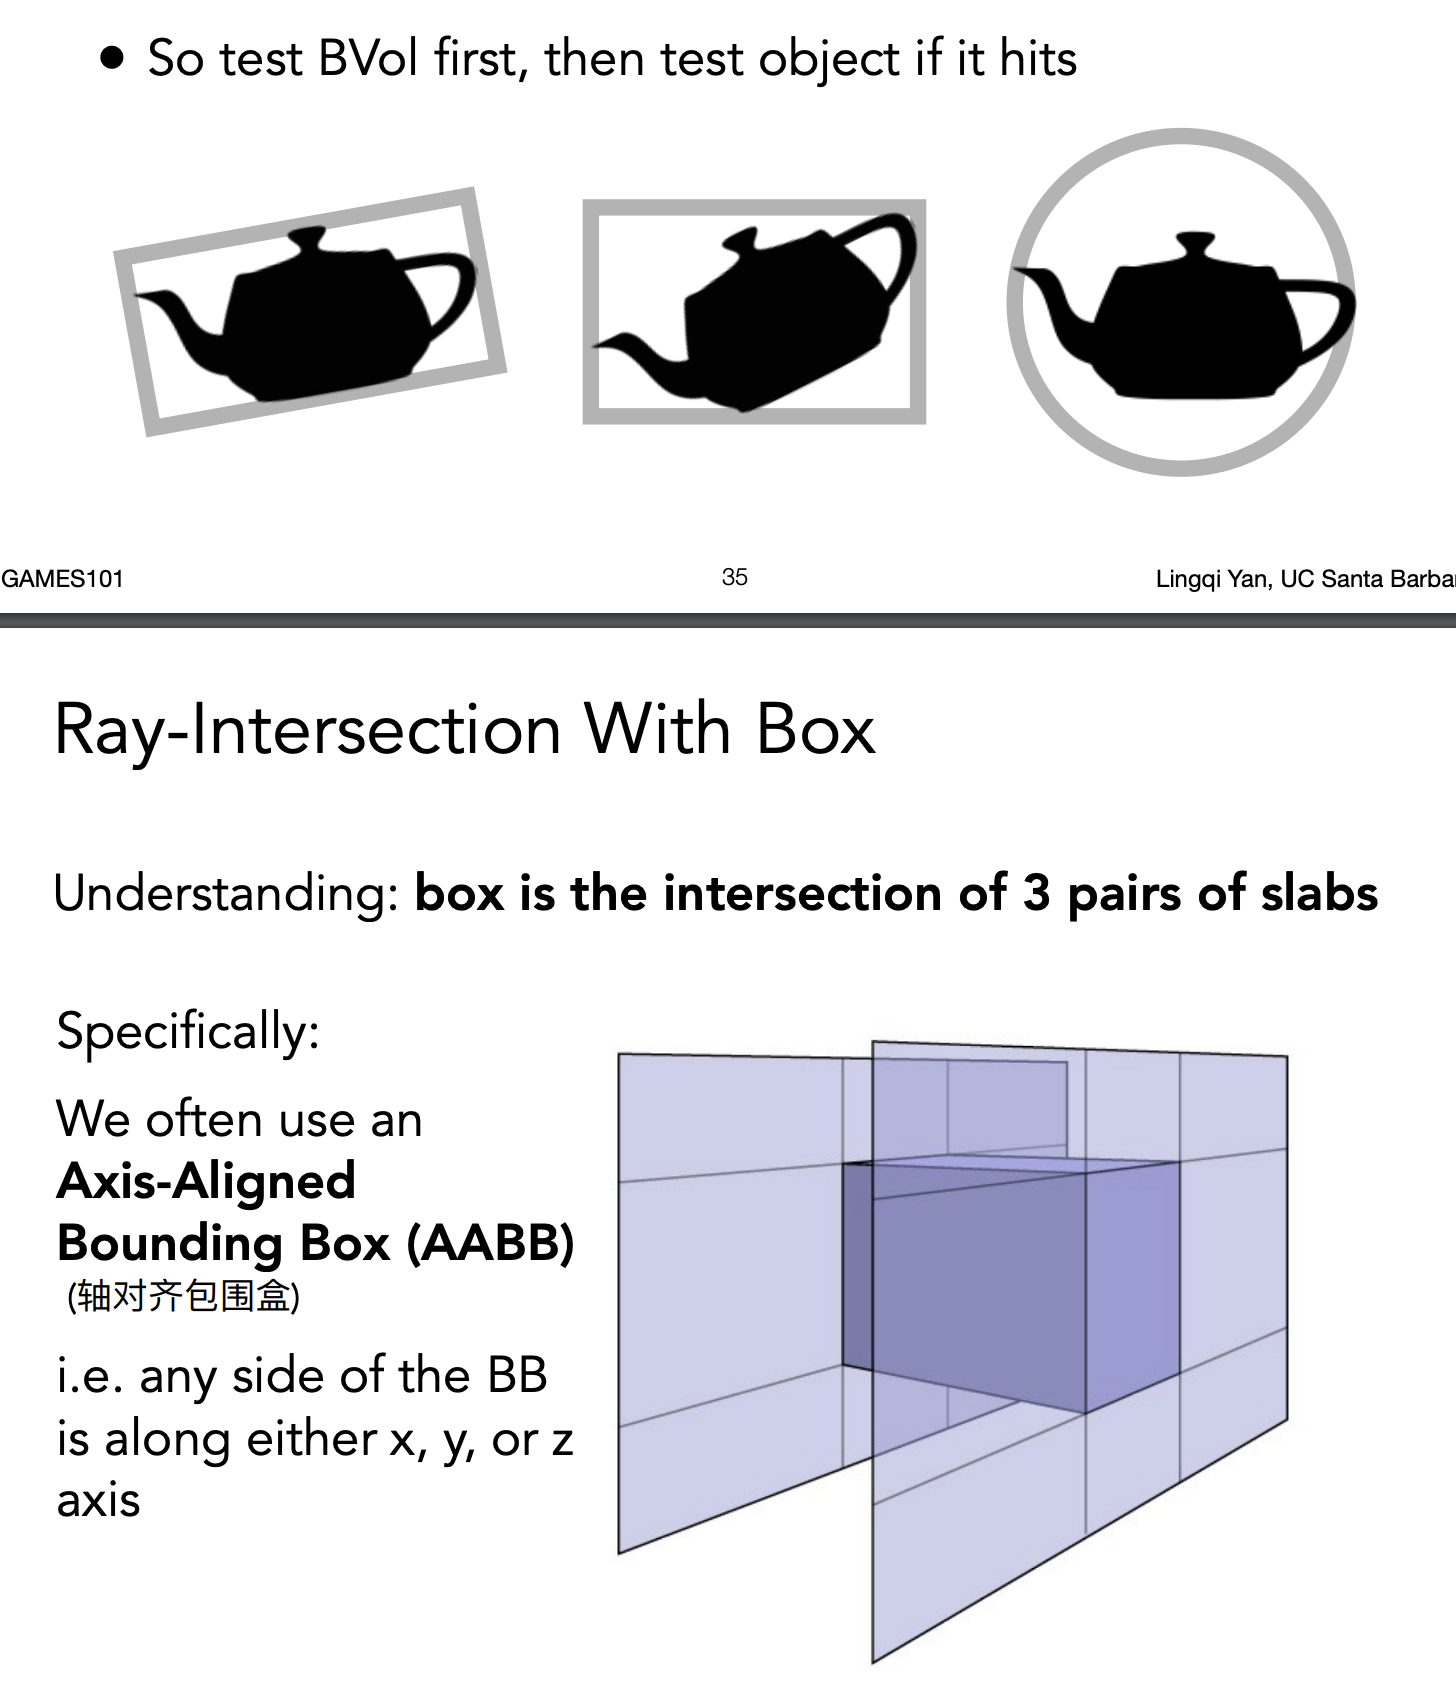 • So test BVol first, then test object if it hits
GAMES101
35
Lingqi Yan, UC Santa
Ray-Intersection With Box
Understanding: box is the intersection of 3 pairs of slabs
Specifically:
We often use an
Axis-Aligned
Bounding Box (AABB)
(轴对齐包围盒)
i.e. any side of the BB
is along either x, y, or z
axis